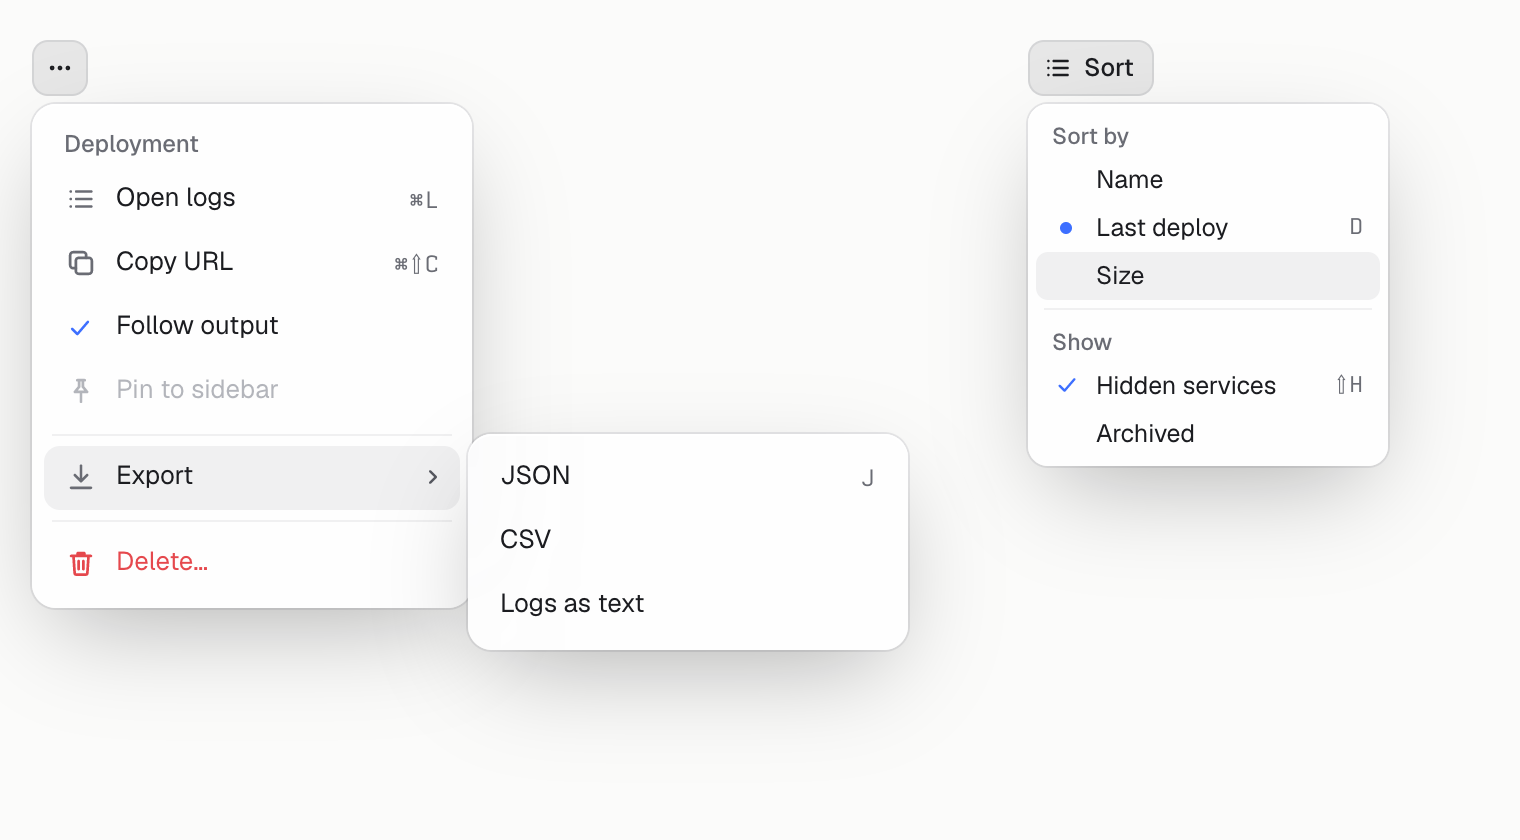 Deployment
Open logs ⌘L
Copy URL ⌘⇧C
Follow output
Pin to sidebar
Export
Delete…
JSON J
CSV
Logs as text
Sort
Sort by
Name
Last deploy D
Size
Show
Hidden services ⇧H
Archived